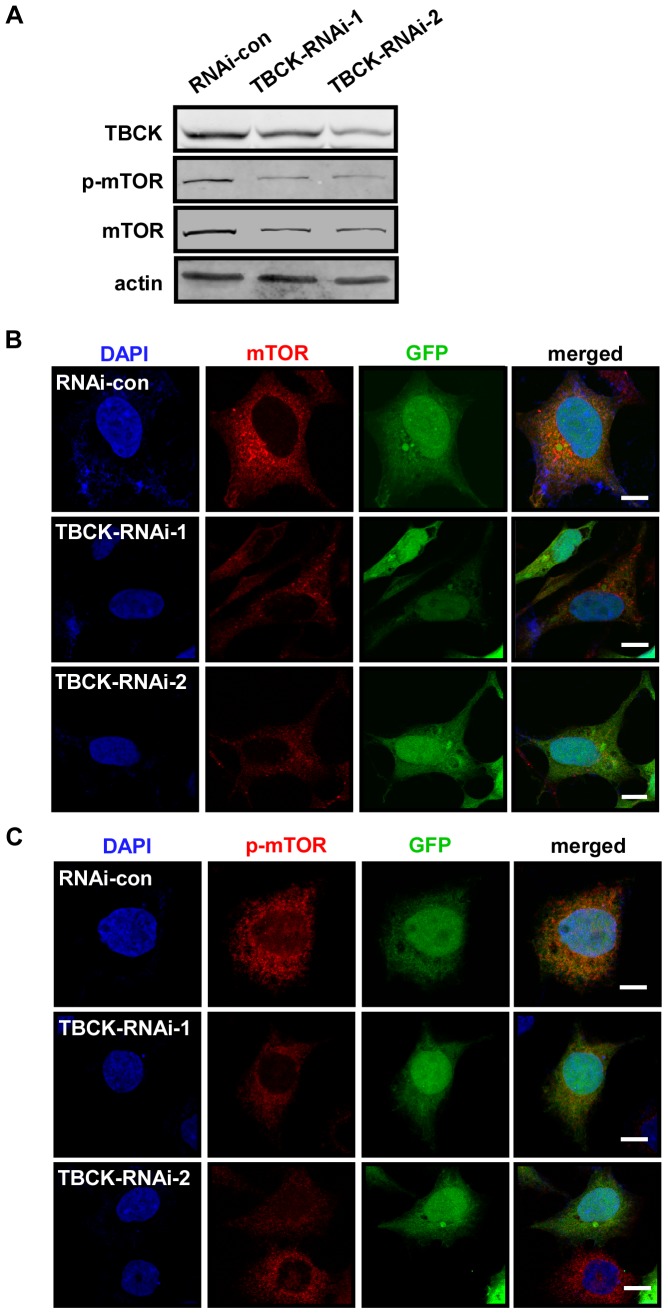 A
RNAi-con TBCK-RNAi-1 TBCK-RNAi-2
TBCK
p-mTOR
mTOR
actin
B
DAPI mTOR GFP merged
RNAi-con
TBCK-RNAi-1
TBCK-RNAi-2
C
DAPI p-mTOR GFP merged
RNAi-con
TBCK-RNAi-1
TBCK-RNAi-2